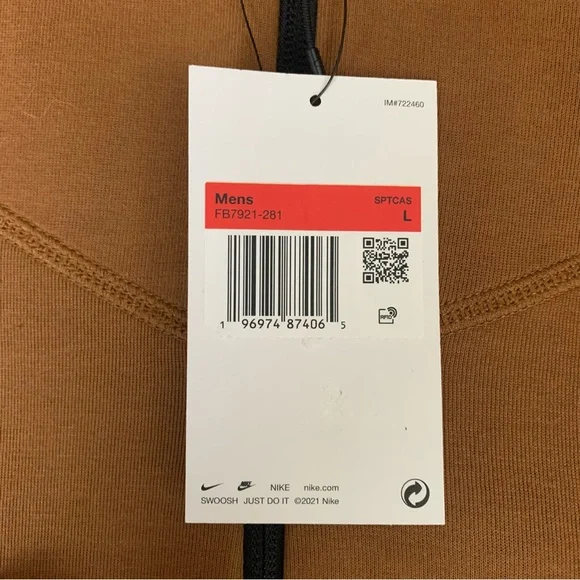 IM#722460
Mens SPTCAS
FB7921-281 L
1 96974 87406 5
RFID
NIKE nike.com
SWOOSH JUST DO IT ©2021 Nike